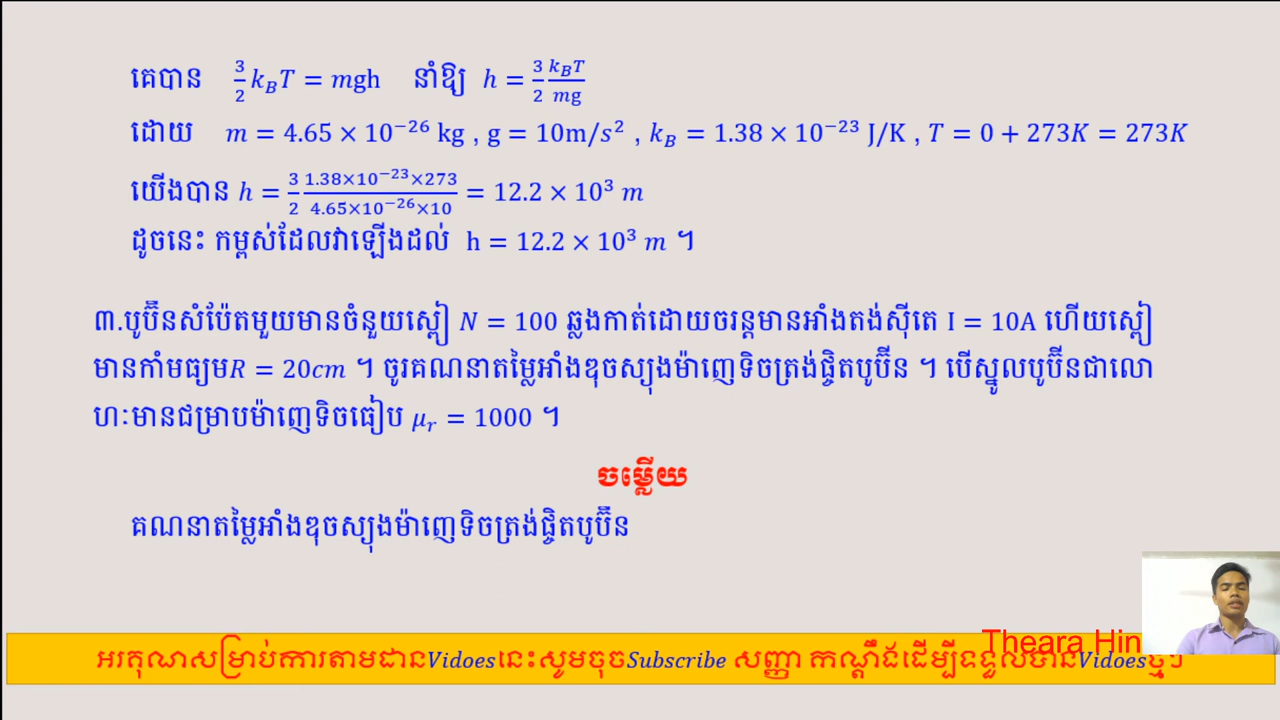 គេបាន 3/2 k_B T = mgh នាំឱ្យ h = 3/2 k_B T/mg
ដោយ m = 4.65 × 10⁻²⁶ kg , g = 10m/s² , k_B = 1.38 × 10⁻²³ J/K , T = 0 + 273K = 273K
យើងបាន h = 3/2 1.38×10⁻²³×273/4.65×10⁻²⁶×10 = 12.2 × 10³ m
ដូចនេះ កម្ពស់ដែលវាឡើងដល់ h = 12.2 × 10³ m ។
៣.បូប៊ីនសំប៉ែតមួយមានចំនួយស្ពៀ N = 100 ឆ្លងកាត់ដោយចរន្តមានអាំងតង់ស៊ីតេ I = 10A ហើយស្ពៀ
មានកាំមធ្យមR = 20cm ។ ចូរគណនាតម្លៃអាំងឌុចស្យុងម៉ាញេទិចត្រង់ផ្ចិតបូប៊ីន ។ បើស្នូលបូប៊ីនជាលោ
ហៈមានជម្រាបម៉ាញេទិចធៀប μ_r = 1000 ។
ចម្លើយ
គណនាតម្លៃអាំងឌុចស្យុងម៉ាញេទិចត្រង់ផ្ចិតបូប៊ីន
Theara Hin
អរគុណសម្រាប់ការតាមដានVidoesនេះសូមចុចSubscribe សញ្ញា កណ្ដឹងដើម្បីទទួលបានVidoesថ្មីៗ